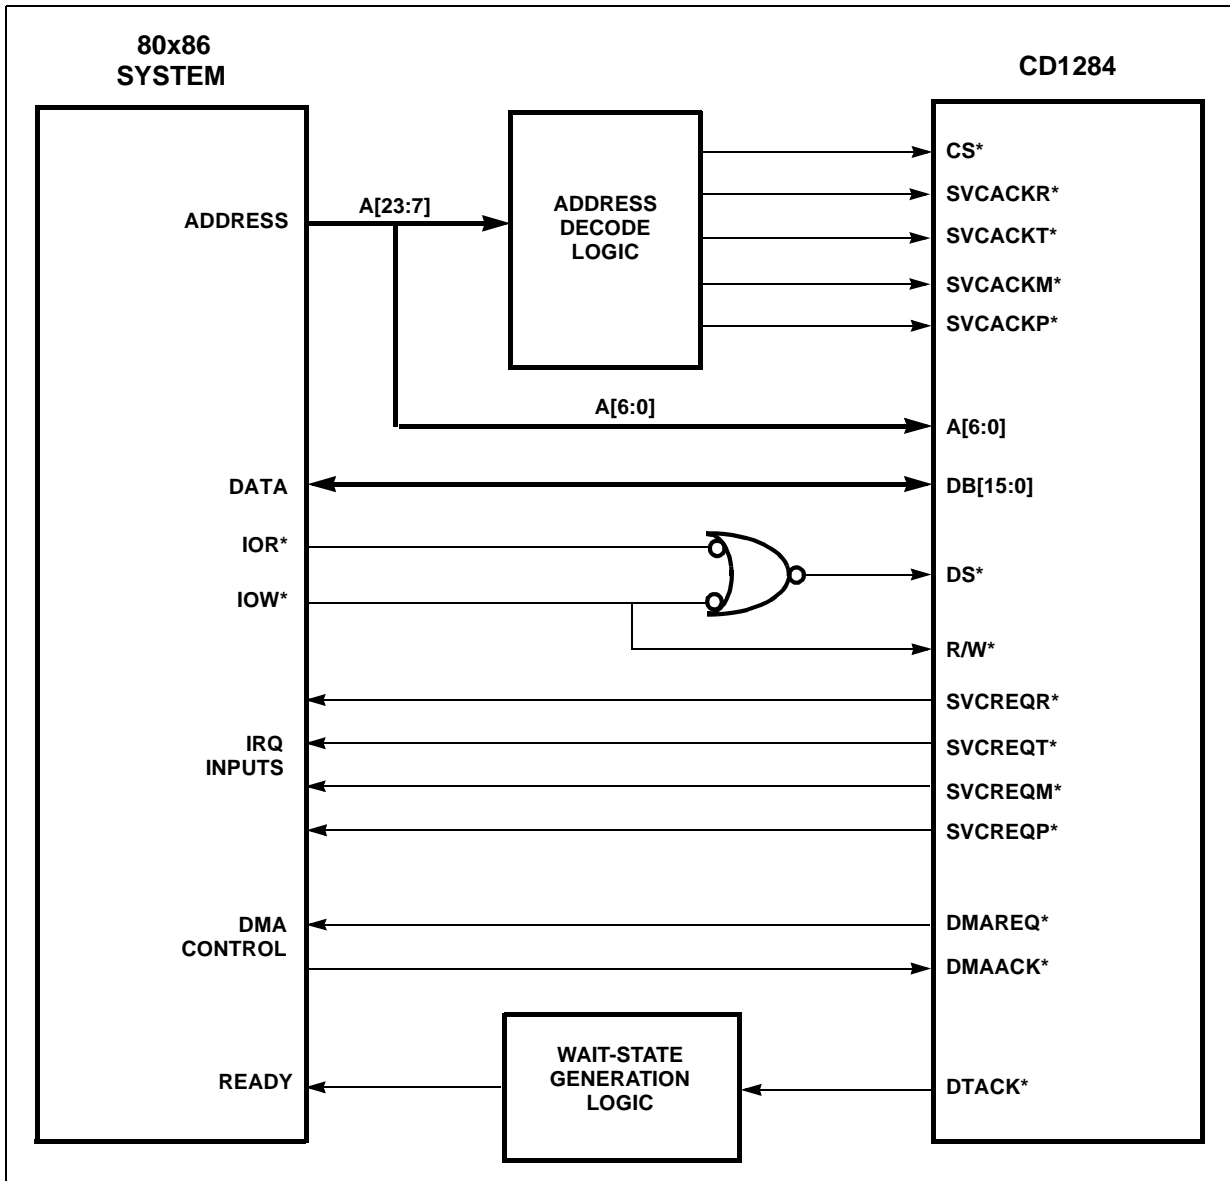 80x86
SYSTEM
CD1284
CS*
SVCACKR*
SVCACKT*
SVCACKM*
SVCACKP*
ADDRESS
A[23:7]
ADDRESS
DECODE
LOGIC
A[6:0]
A[6:0]
DATA
DB[15:0]
IOR*
IOW*
DS*
R/W*
SVCREQR*
SVCREQT*
SVCREQM*
SVCREQP*
IRQ
INPUTS
DMA
CONTROL
DMAREQ*
DMAACK*
READY
WAIT-STATE
GENERATION
LOGIC
DTACK*